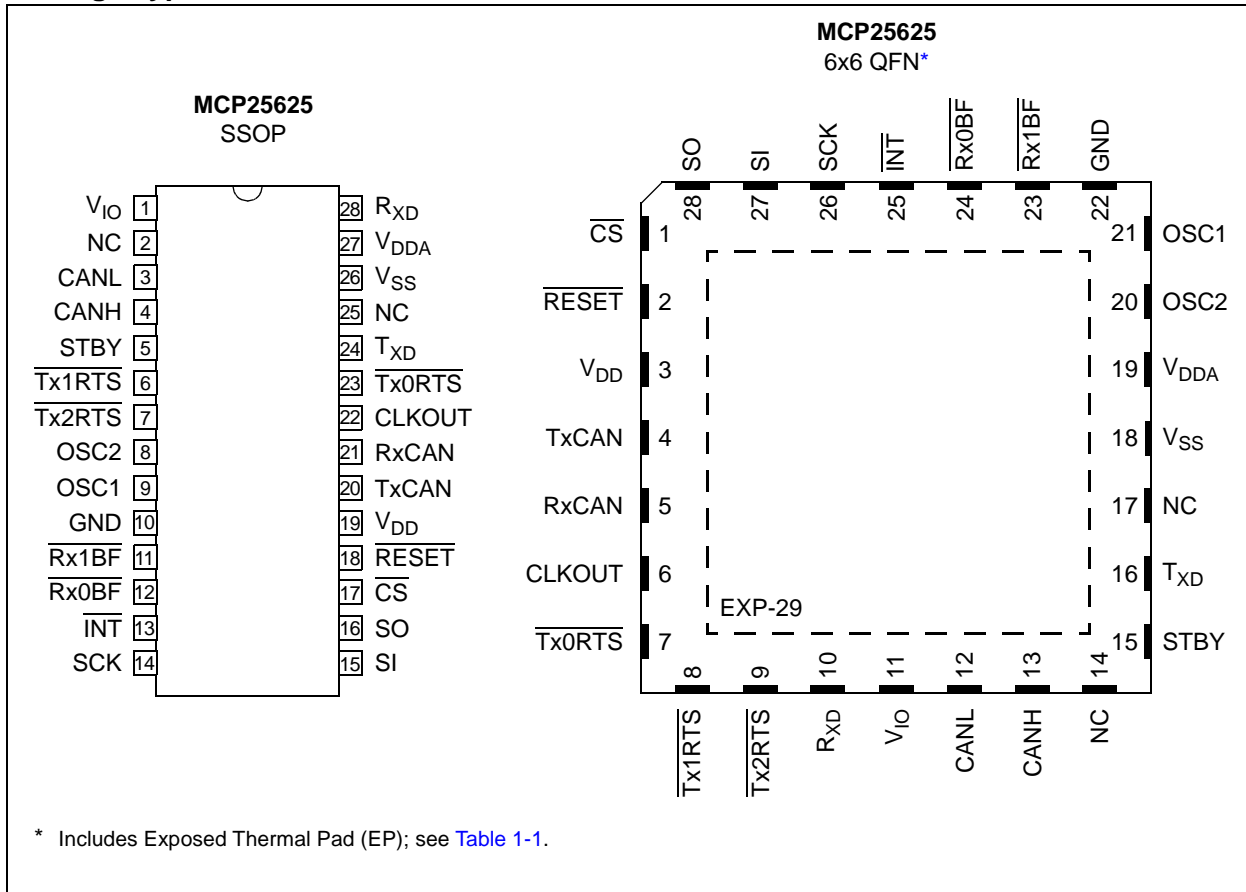 MCP25625
SSOP
VIO 1
NC 2
CANL 3
CANH 4
STBY 5
Tx1RTS 6
Tx2RTS 7
OSC2 8
OSC1 9
GND 10
Rx1BF 11
Rx0BF 12
INT 13
SCK 14
28 RXD
27 VDDA
26 VSS
25 NC
24 TXD
23 Tx0RTS
22 CLKOUT
21 RxCAN
20 TxCAN
19 VDD
18 RESET
17 CS
16 SO
15 SI
MCP25625
6x6 QFN*
SO 28
SI 27
SCK 26
INT 25
Rx0BF 24
Rx1BF 23
GND 22
CS 1
RESET 2
VDD 3
TxCAN 4
RxCAN 5
CLKOUT 6
Tx0RTS 7
21 OSC1
20 OSC2
19 VDDA
18 VSS
17 NC
16 TXD
15 STBY
EXP-29
8 Tx1RTS
9 Tx2RTS
10 RXD
11 VIO
12 CANL
13 CANH
14 NC
* Includes Exposed Thermal Pad (EP); see Table 1-1.